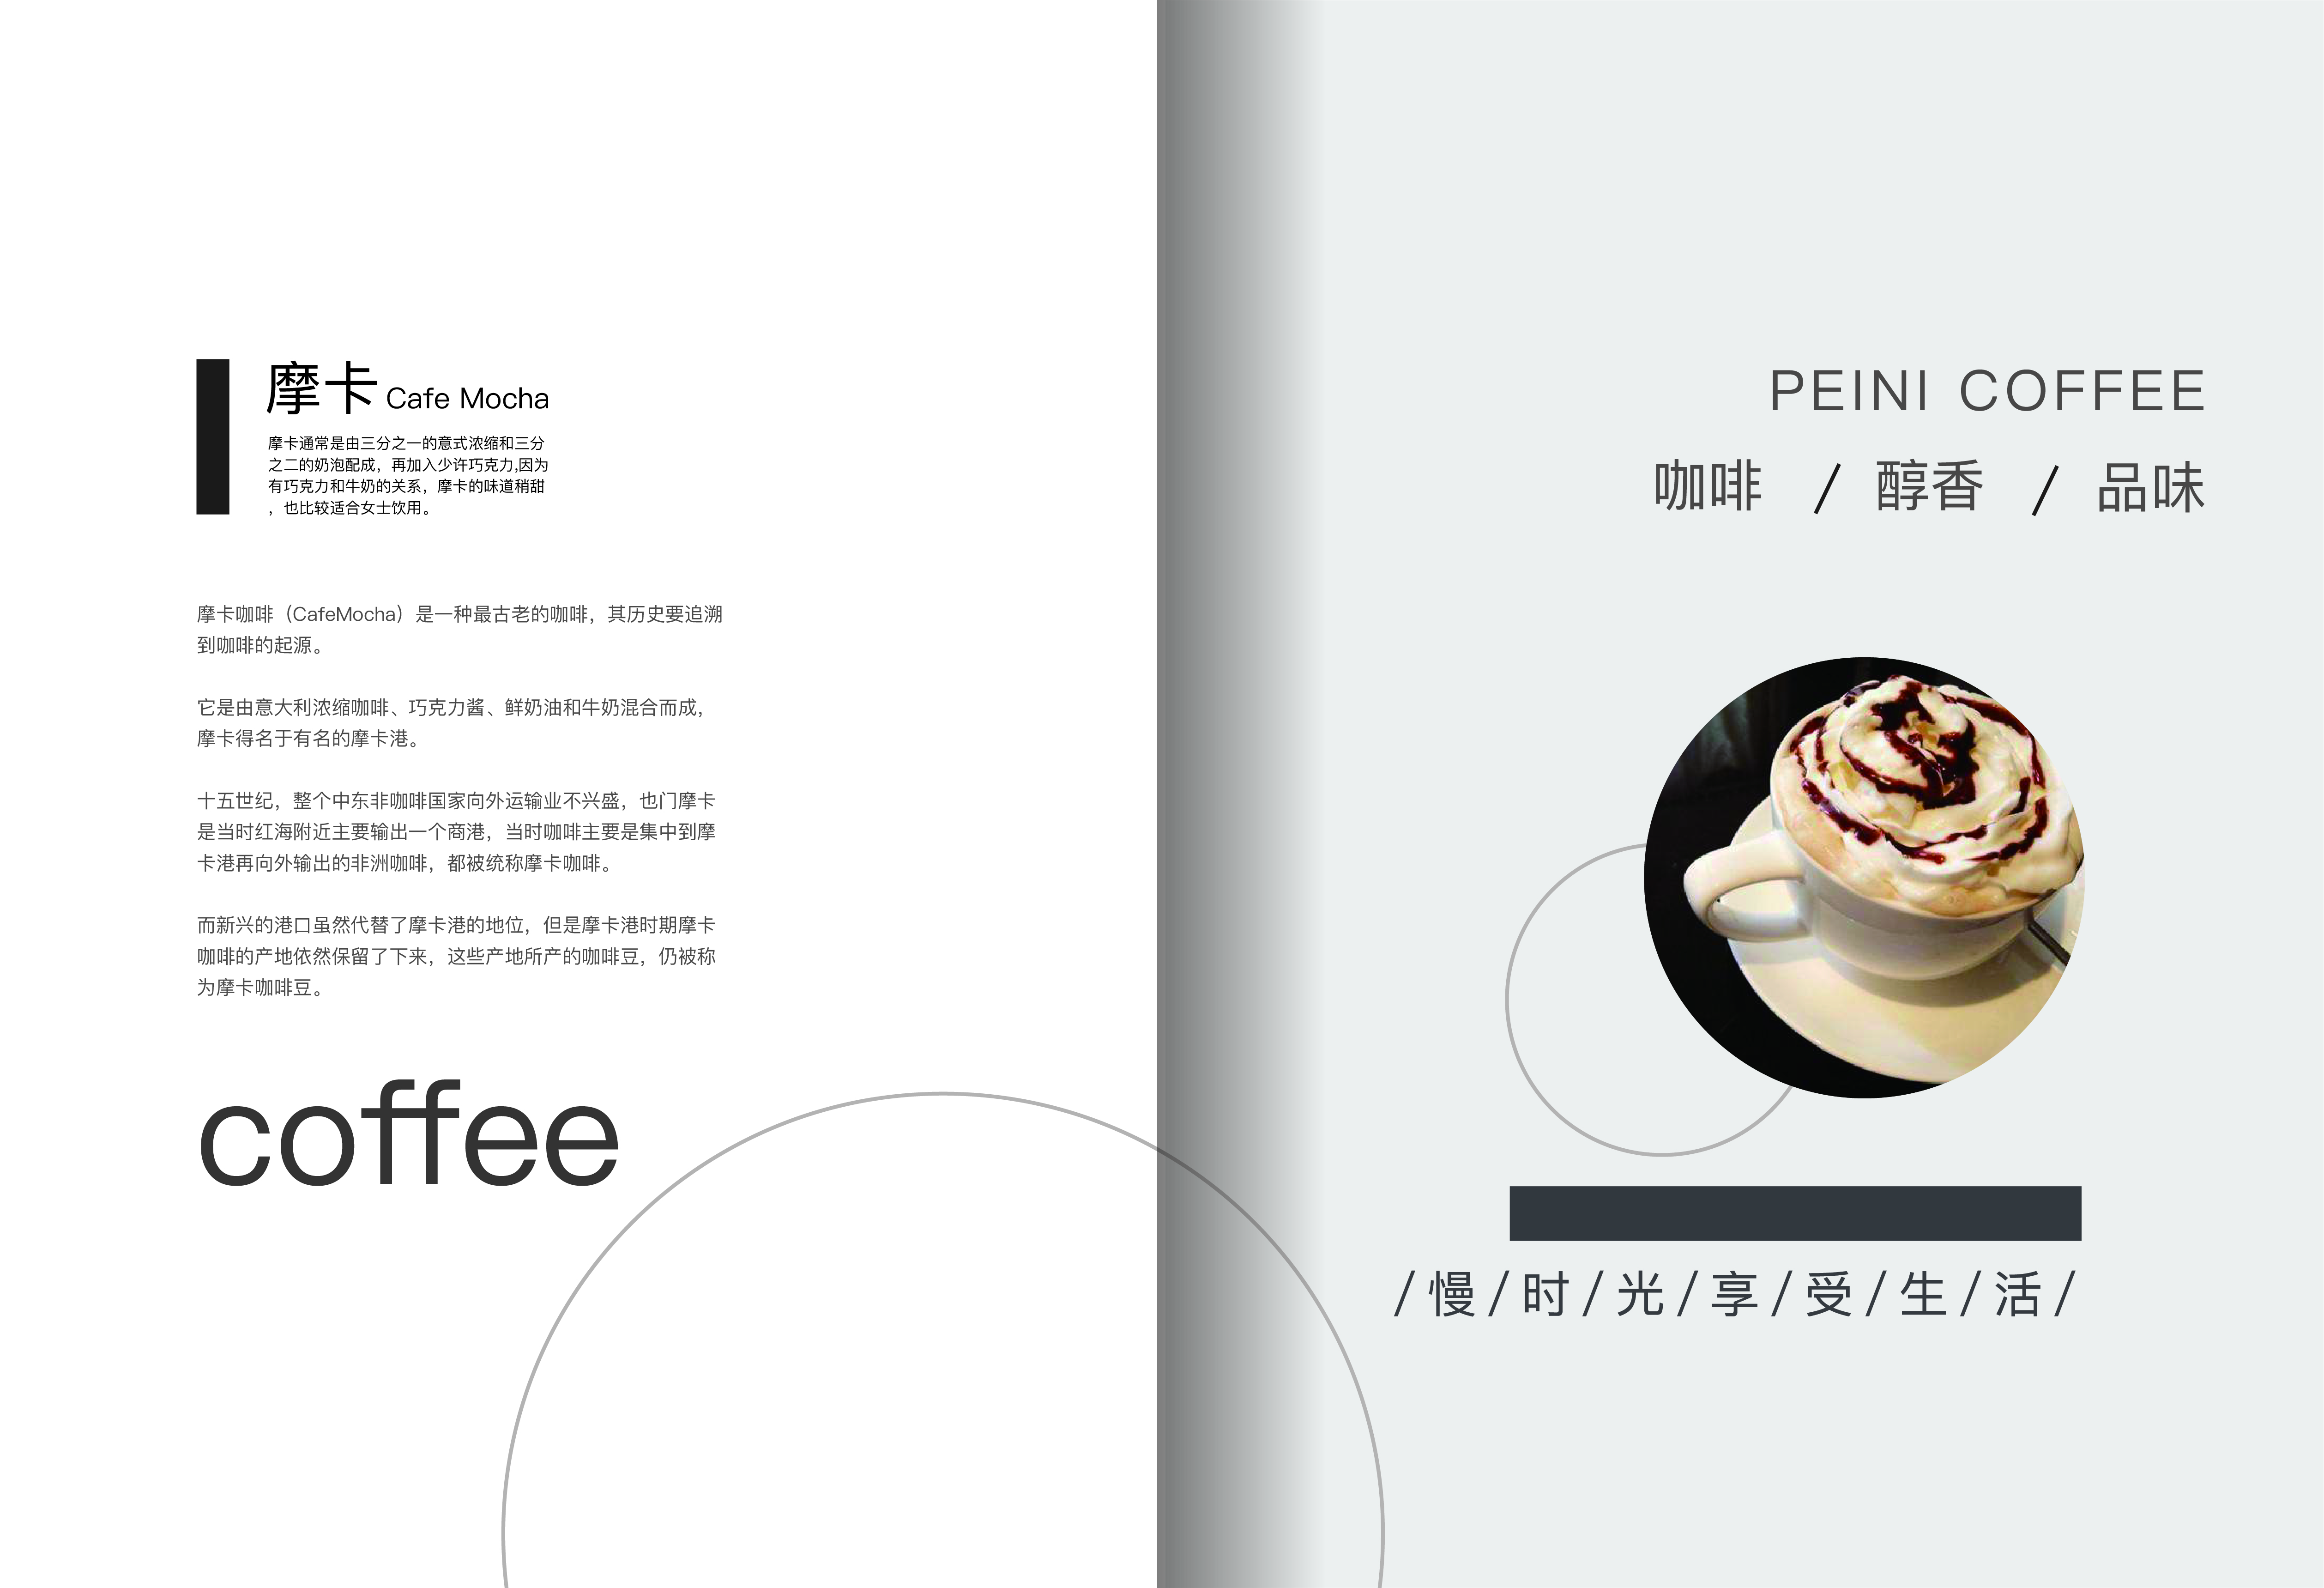 摩卡 Cafe Mocha
摩卡通常是由三分之一的意式浓缩和三分
之二的奶泡配成，再加入少许巧克力,因为
有巧克力和牛奶的关系，摩卡的味道稍甜
，也比较适合女士饮用。
摩卡咖啡（CafeMocha）是一种最古老的咖啡，其历史要追溯
到咖啡的起源。
它是由意大利浓缩咖啡、巧克力酱、鲜奶油和牛奶混合而成，
摩卡得名于有名的摩卡港。
十五世纪，整个中东非咖啡国家向外运输业不兴盛，也门摩卡
是当时红海附近主要输出一个商港，当时咖啡主要是集中到摩
卡港再向外输出的非洲咖啡，都被统称摩卡咖啡。
而新兴的港口虽然代替了摩卡港的地位，但是摩卡港时期摩卡
咖啡的产地依然保留了下来，这些产地所产的咖啡豆，仍被称
为摩卡咖啡豆。
coffee
PEINI COFFEE
咖啡 / 醇香 / 品味
/慢/时/光/享/受/生/活/